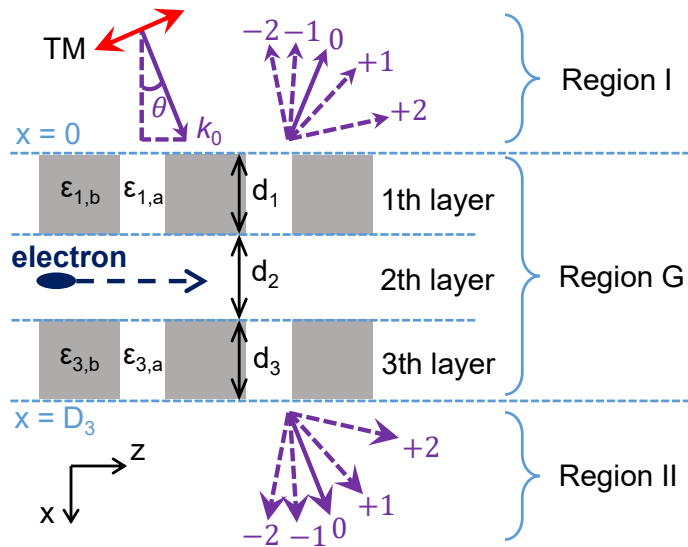 TM
θ
k₀
-2 -1 0 +1 +2
Region I
x = 0
ε1,b ε1,a d₁ 1th layer
electron
d₂ 2th layer
Region G
ε3,b ε3,a d₃ 3th layer
x = D₃
z
x
+2
+1
-2 -1 0
Region II